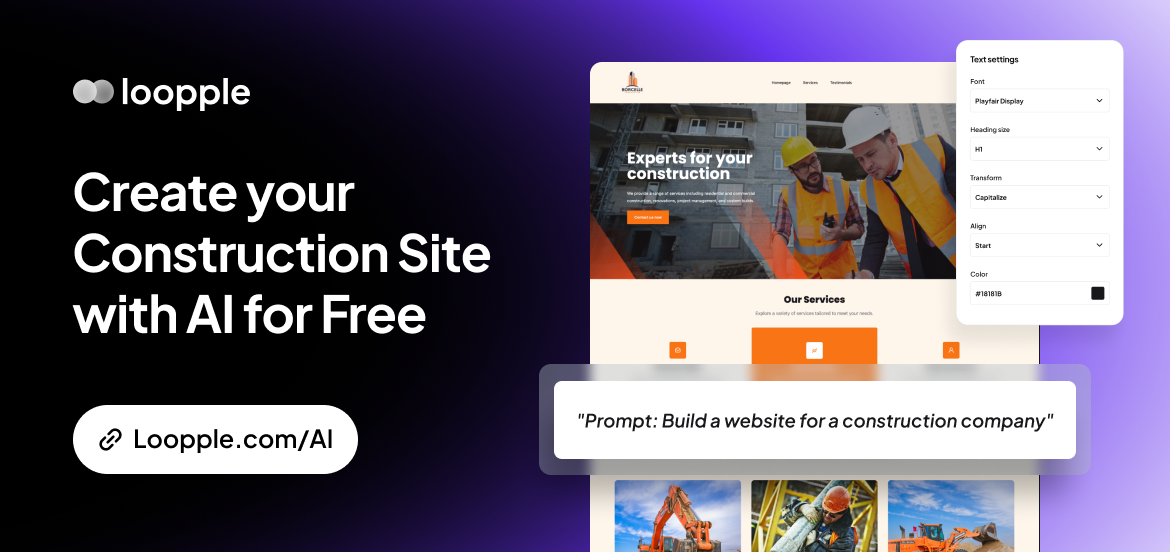 loopple
Create your
Construction Site
with AI for Free
Loopple.com/AI
BORCELLE
Homepage
Services
Testimonials
Experts for your
construction
We provide a range of services including residential and commercial
construction, renovations, project management, and custom builds.
Contact us now
Our Services
Explore a variety of services tailored to meet your needs.
"Prompt: Build a website for a construction company"
Text settings
Font
Playfair Display
Heading size
H1
Transform
Capitalize
Align
Start
Color
#18181B